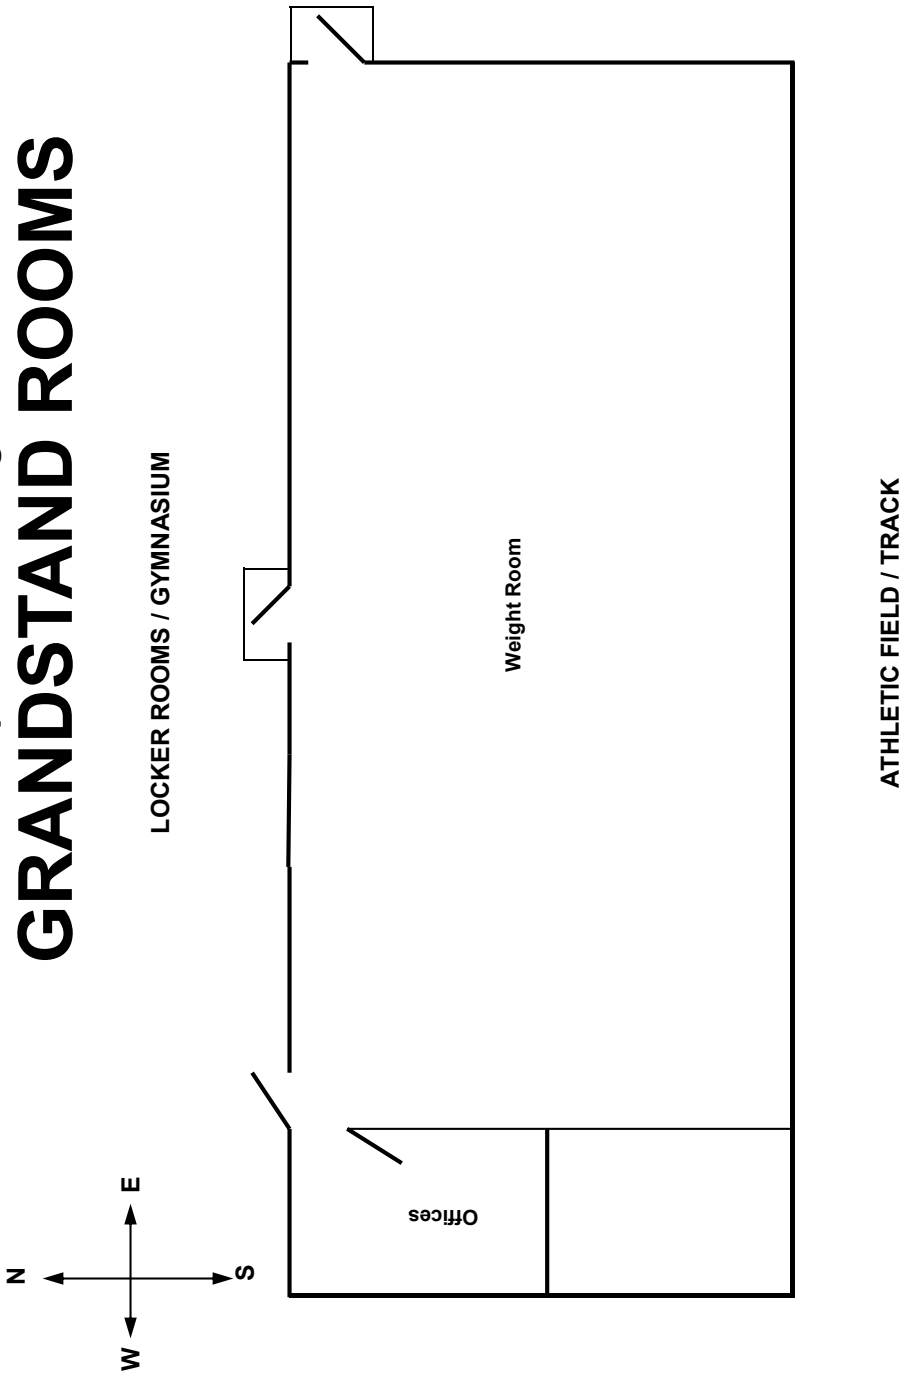 GRANDSTAND ROOMS
LOCKER ROOMS / GYMNASIUM
Weight Room
Offices
ATHLETIC FIELD / TRACK
N
W
E
S